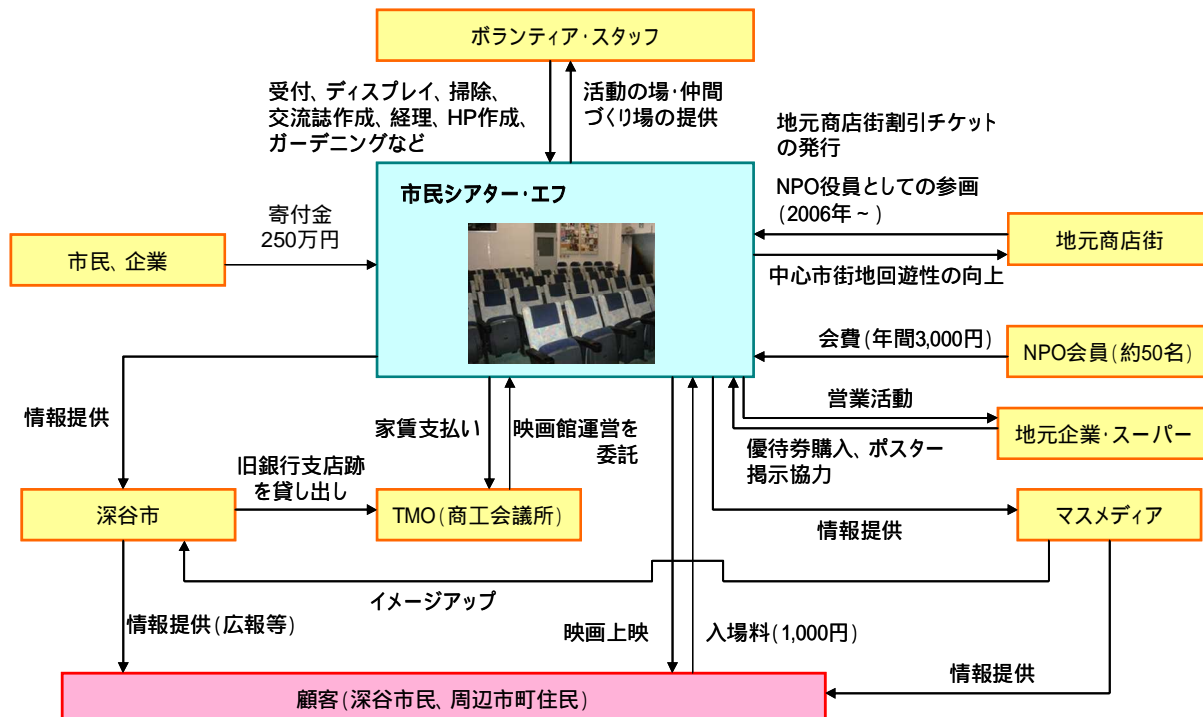 ボランティア・スタッフ
受付、ディスプレイ、掃除、
交流誌作成、経理、HP作成、
ガーデニングなど
活動の場・仲間
づくり場の提供
地元商店街割引チケット
の発行
NPO役員としての参画
(2006年~)
市民シアター・エフ
寄付金
250万円
市民、企業
地元商店街
中心市街地回遊性の向上
会費(年間3,000円)
NPO会員(約50名)
営業活動
地元企業・スーパー
優待券購入、ポスター
掲示協力
情報提供
家賃支払い
映画館運営を
委託
旧銀行支店跡
を貸し出し
深谷市
TMO(商工会議所)
マスメディア
情報提供
イメージアップ
情報提供(広報等)
映画上映
入場料(1,000円)
情報提供
顧客(深谷市民、周辺市町住民)